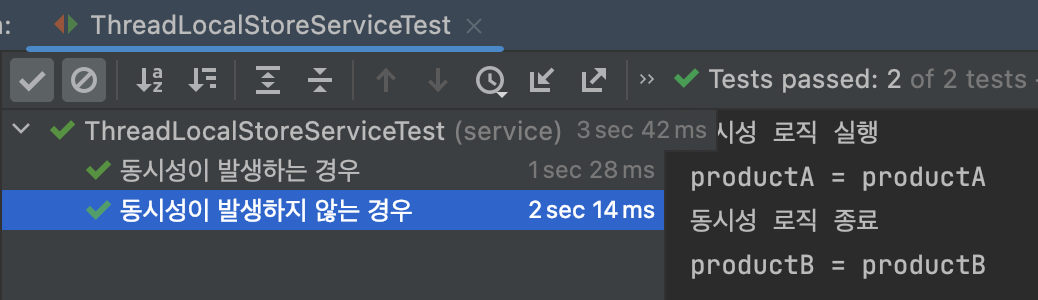 ThreadLocalStoreServiceTest
Tests passed: 2 of 2 tests
ThreadLocalStoreServiceTest (service) 3 sec 42 ms
동시성이 발생하는 경우 1 sec 28 ms
동시성이 발생하지 않는 경우 2 sec 14 ms
시성 로직 실행
productA = productA
동시성 로직 종료
productB = productB